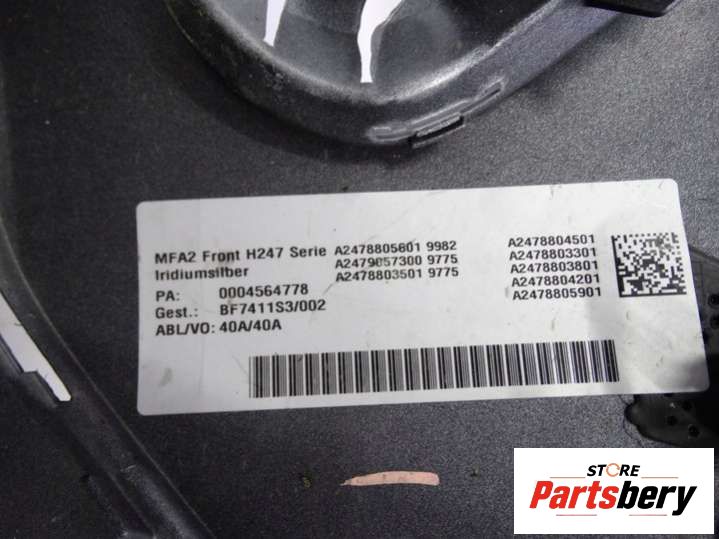 MFA2 Front H247 Serie A2478805601 9982 A2478804501
Iridiumsilber A2479057300 9775 A2478803301
A2478803501 9775 A2478803801
PA: 0004564778 A2478804201
Gest.: BF7411S3/002 A2478805901
ABL/VO: 40A/40A
STORE
Partsbery